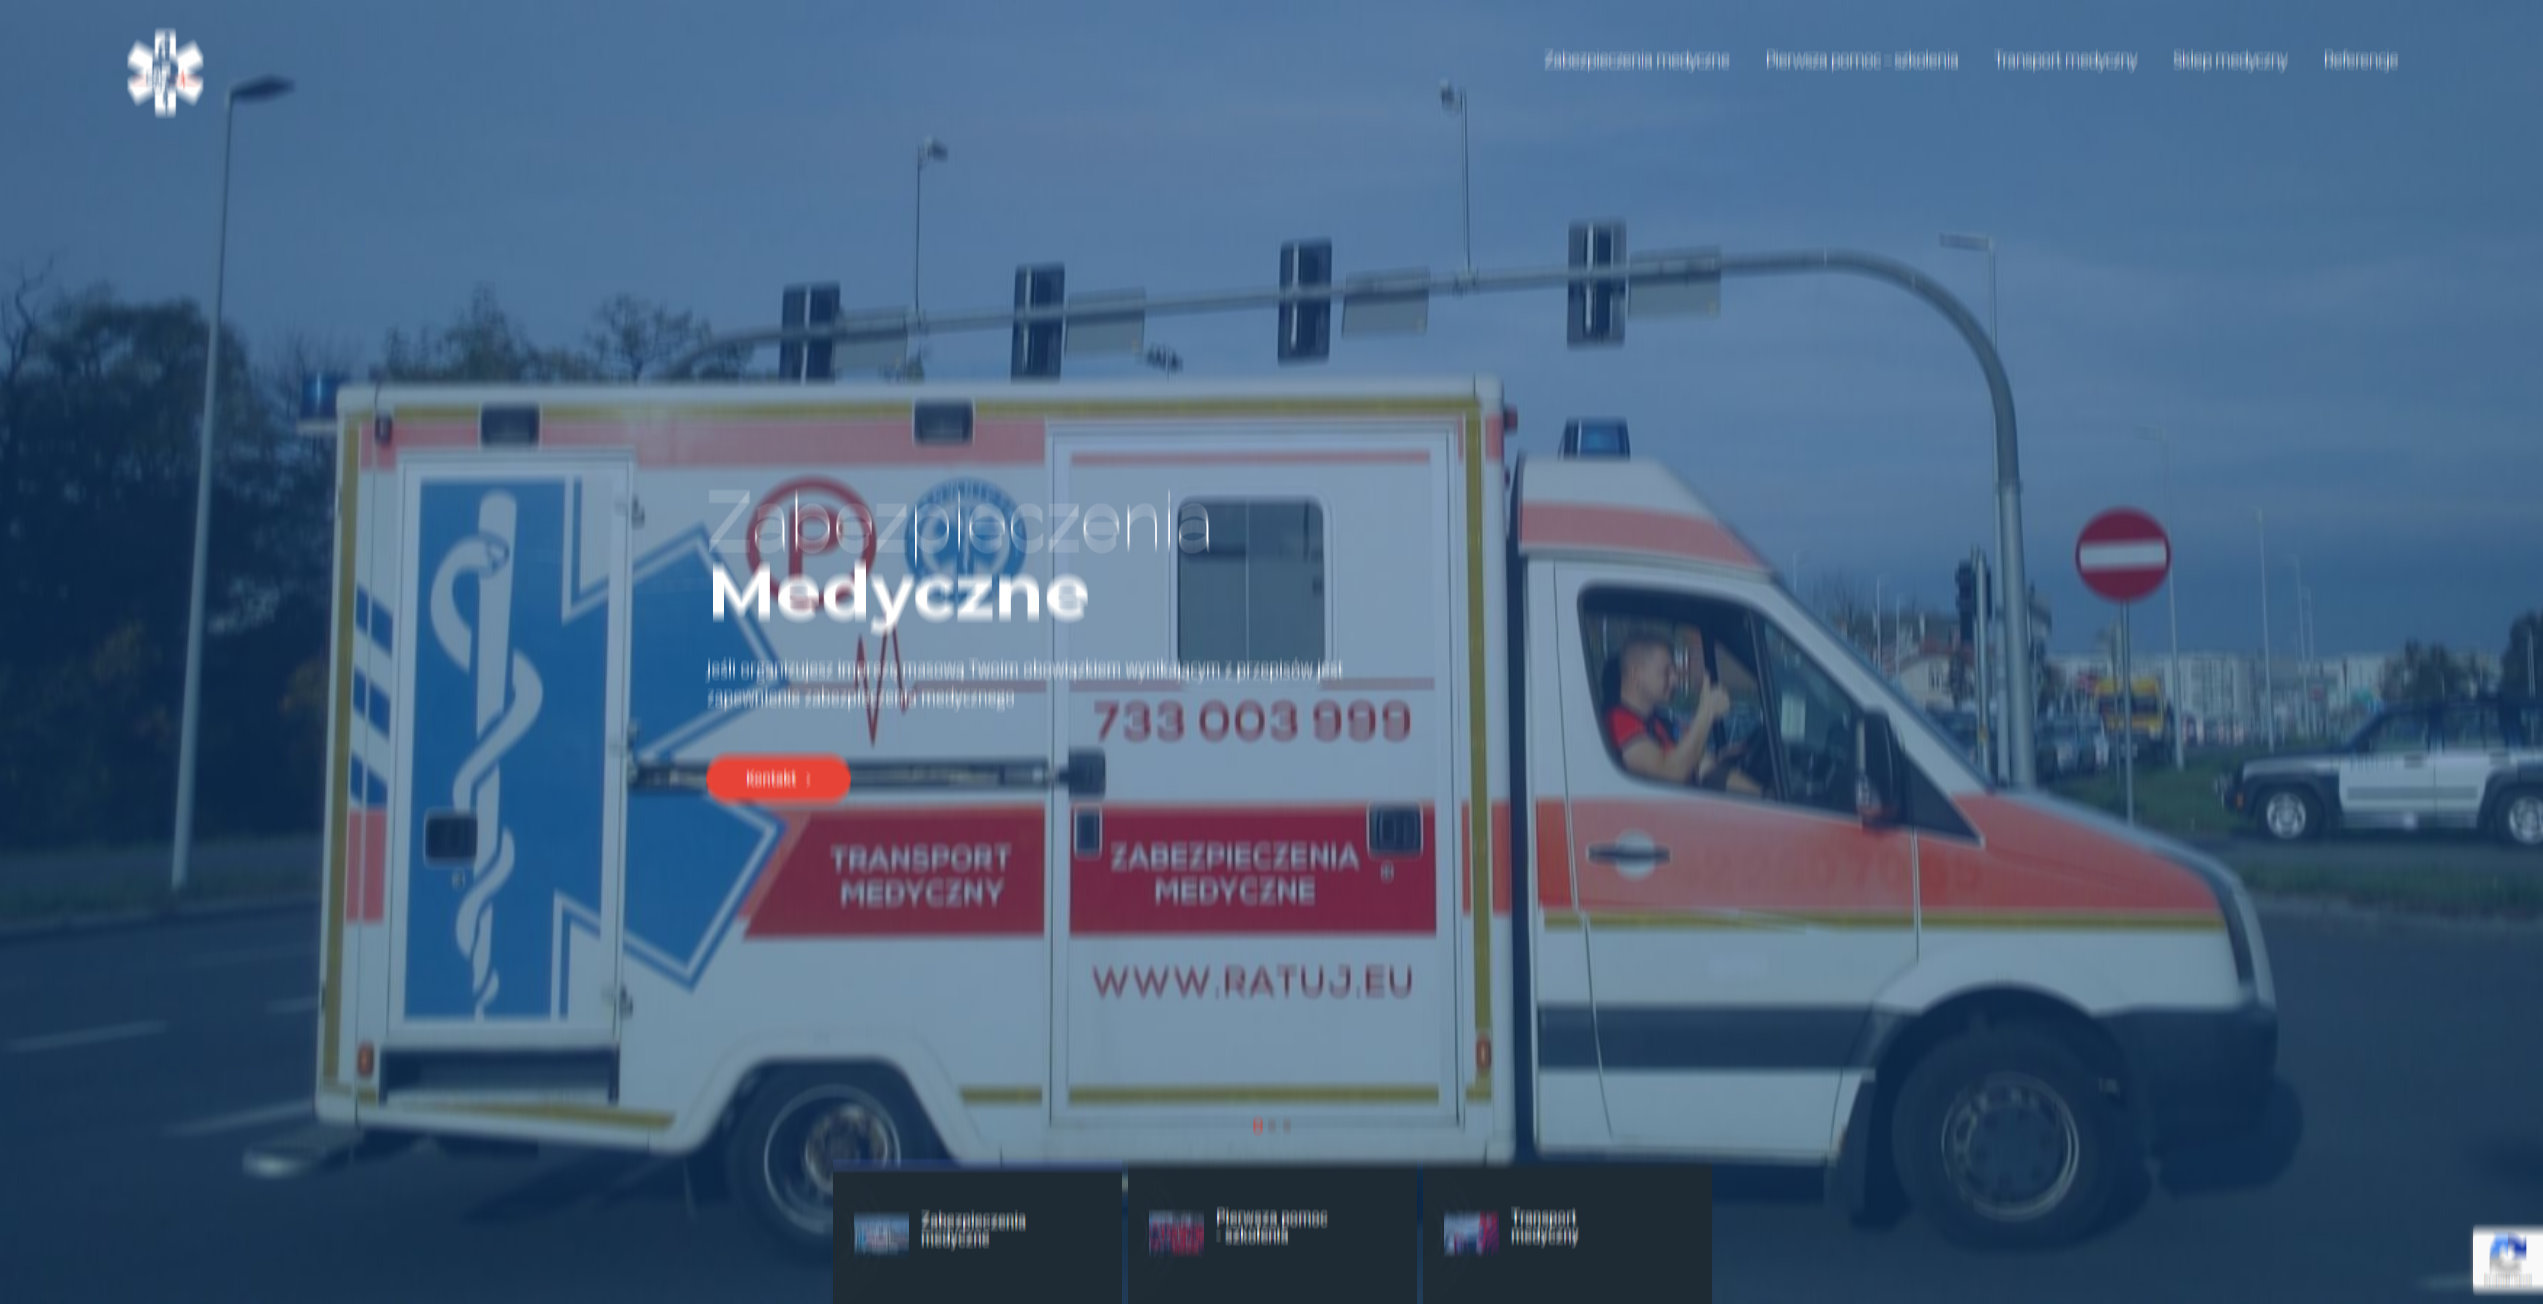 Zabezpieczenia medyczne
Pierwsza pomoc - szkolenia
Transport medyczny
Sklep medyczny
Referencje
Zabezpieczenia
Medyczne
jeśli organizujesz imprezę masową Twoim obowiązkiem wynikającym z przepisów jest
zapewnienie zabezpieczenia medycznego
Kontakt
733 003 999
TRANSPORT
MEDYCZNY
ZABEZPIECZENIA
MEDYCZNE
WWW.RATUJ.EU
Zabezpieczenia
medyczne
Pierwsza pomoc
- szkolenia
Transport
medyczny